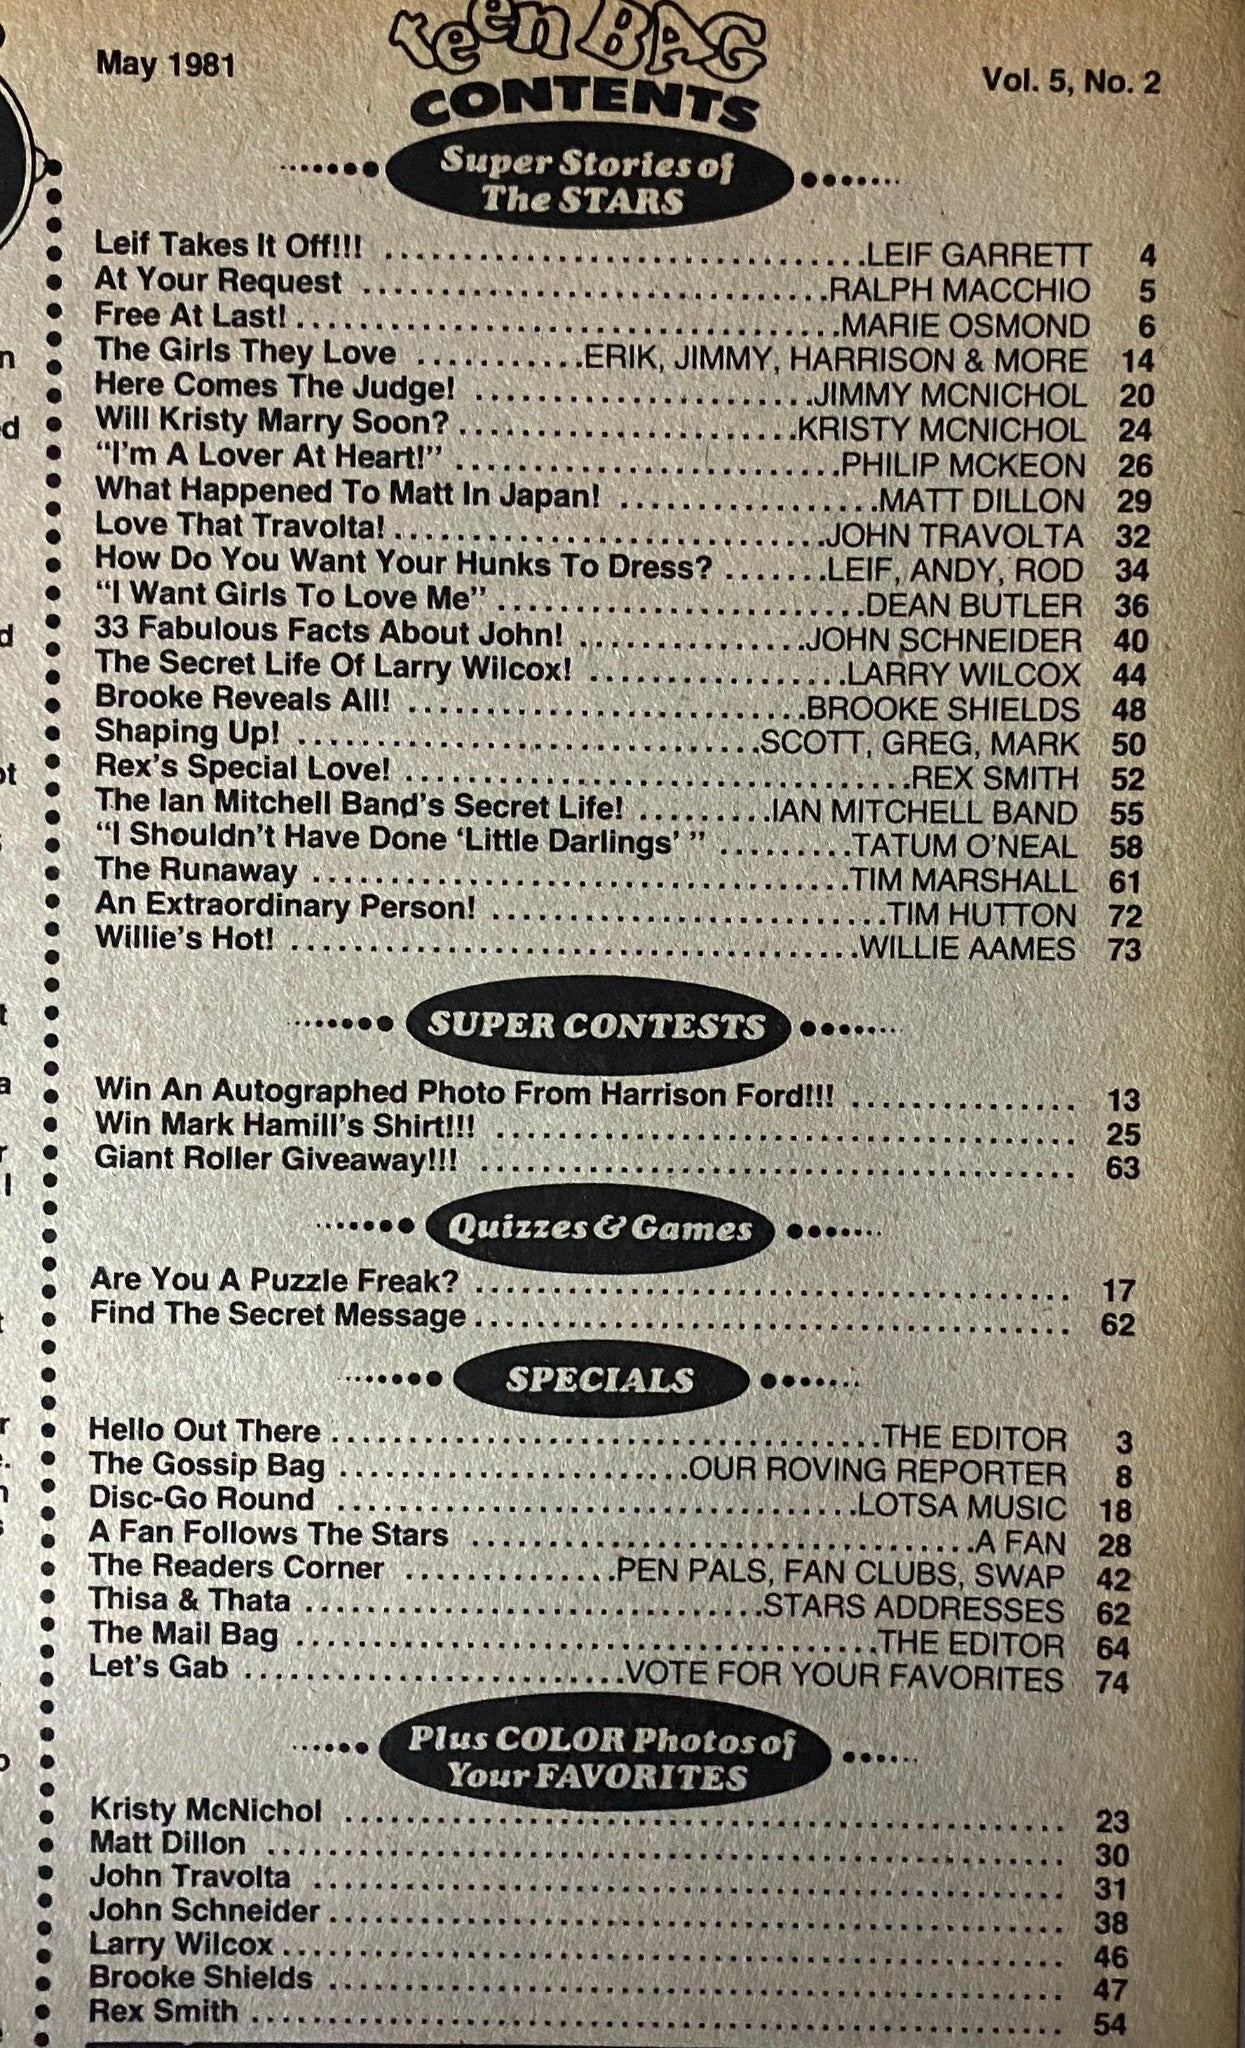 May 1981
teen BAG
CONTENTS
Vol. 5, No. 2
Super Stories of
The STARS
Leif Takes It Off!!! ..............................LEIF GARRETT 4
At Your Request .............................RALPH MACCHIO 5
Free At Last!..................................MARIE OSMOND 6
The Girls They Love ...........ERIK, JIMMY, HARRISON & MORE 14
Here Comes The Judge! .....................JIMMY MCNICHOL 20
Will Kristy Marry Soon?.....................KRISTY MCNICHOL 24
"I'm A Lover At Heart!" ........................PHILIP MCKEON 26
What Happened To Matt In Japan! ................MATT DILLON 29
Love That Travolta!...........................JOHN TRAVOLTA 32
How Do You Want Your Hunks To Dress? .......LEIF, ANDY, ROD 34
"I Want Girls To Love Me" .......................DEAN BUTLER 36
33 Fabulous Facts About John! ..............JOHN SCHNEIDER 40
The Secret Life Of Larry Wilcox! ................LARRY WILCOX 44
Brooke Reveals All! .........................BROOKE SHIELDS 48
Shaping Up! .............................SCOTT, GREG, MARK 50
Rex's Special Love! ................................REX SMITH 52
The Ian Mitchell Band's Secret Life! .........IAN MITCHELL BAND 55
"I Shouldn't Have Done 'Little Darlings' " .........TATUM O'NEAL 58
The Runaway ..................................TIM MARSHALL 61
An Extraordinary Person! .........................TIM HUTTON 72
Willie's Hot! ....................................WILLIE AAMES 73
SUPER CONTESTS
Win An Autographed Photo From Harrison Ford!!! .............. 13
Win Mark Hamill's Shirt!!! .................................... 25
Giant Roller Giveaway!!! ..................................... 63
Quizzes & Games
Are You A Puzzle Freak? ..................................... 17
Find The Secret Message..................................... 62
SPECIALS
Hello Out There ...................................THE EDITOR 3
The Gossip Bag ......................OUR ROVING REPORTER 8
Disc-Go Round .................................LOTSA MUSIC 18
A Fan Follows The Stars ................................A FAN 28
The Readers Corner .............PEN PALS, FAN CLUBS, SWAP 42
Thisa & Thata .............................STARS ADDRESSES 62
The Mail Bag .....................................THE EDITOR 64
Let's Gab ........................VOTE FOR YOUR FAVORITES 74
Plus COLOR Photos of
Your FAVORITES
Kristy McNichol ............................................. 23
Matt Dillon .................................................. 30
John Travolta ............................................... 31
John Schneider.............................................. 38
Larry Wilcox................................................. 46
Brooke Shields .............................................. 47
Rex Smith ................................................... 54